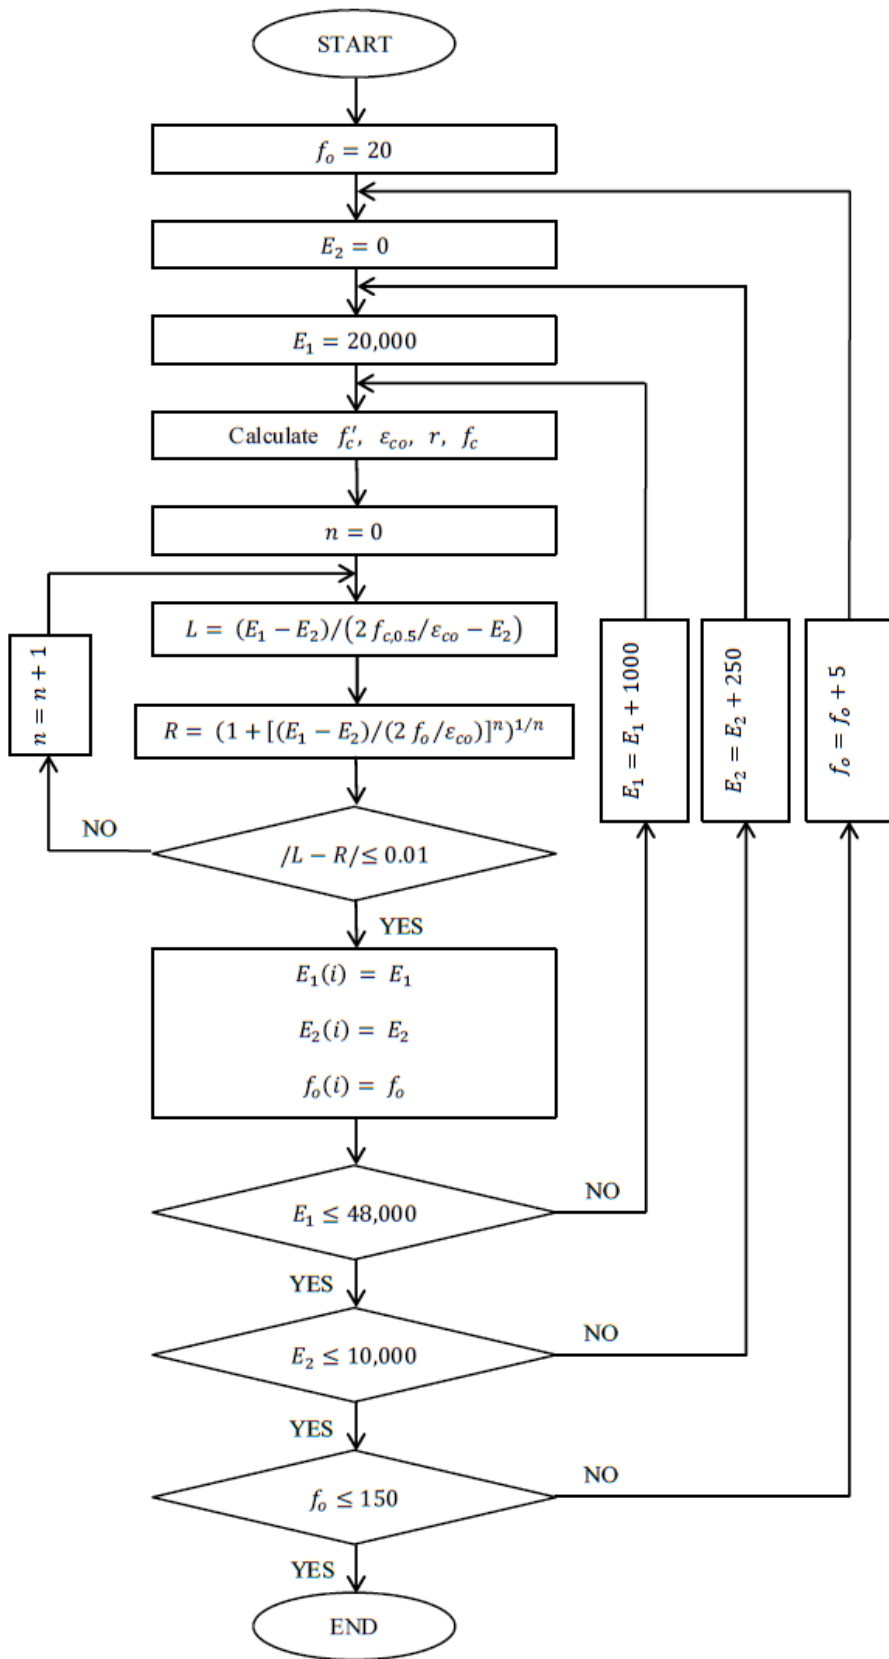 START
f_o = 20
E_2 = 0
E_1 = 20,000
Calculate f_c′, ε_co, r, f_c
n = 0
L = (E_1 − E_2)/(2 f_c,0.5/ε_co − E_2)
n = n + 1
R = (1 + [(E_1 − E_2)/(2 f_o/ε_co)]^n)^1/n
E_1 = E_1 + 1000
E_2 = E_2 + 250
f_o = f_o + 5
NO
/L − R/ ≤ 0.01
YES
E_1(i) = E_1
E_2(i) = E_2
f_o(i) = f_o
E_1 ≤ 48,000
NO
YES
E_2 ≤ 10,000
NO
YES
f_o ≤ 150
NO
YES
END